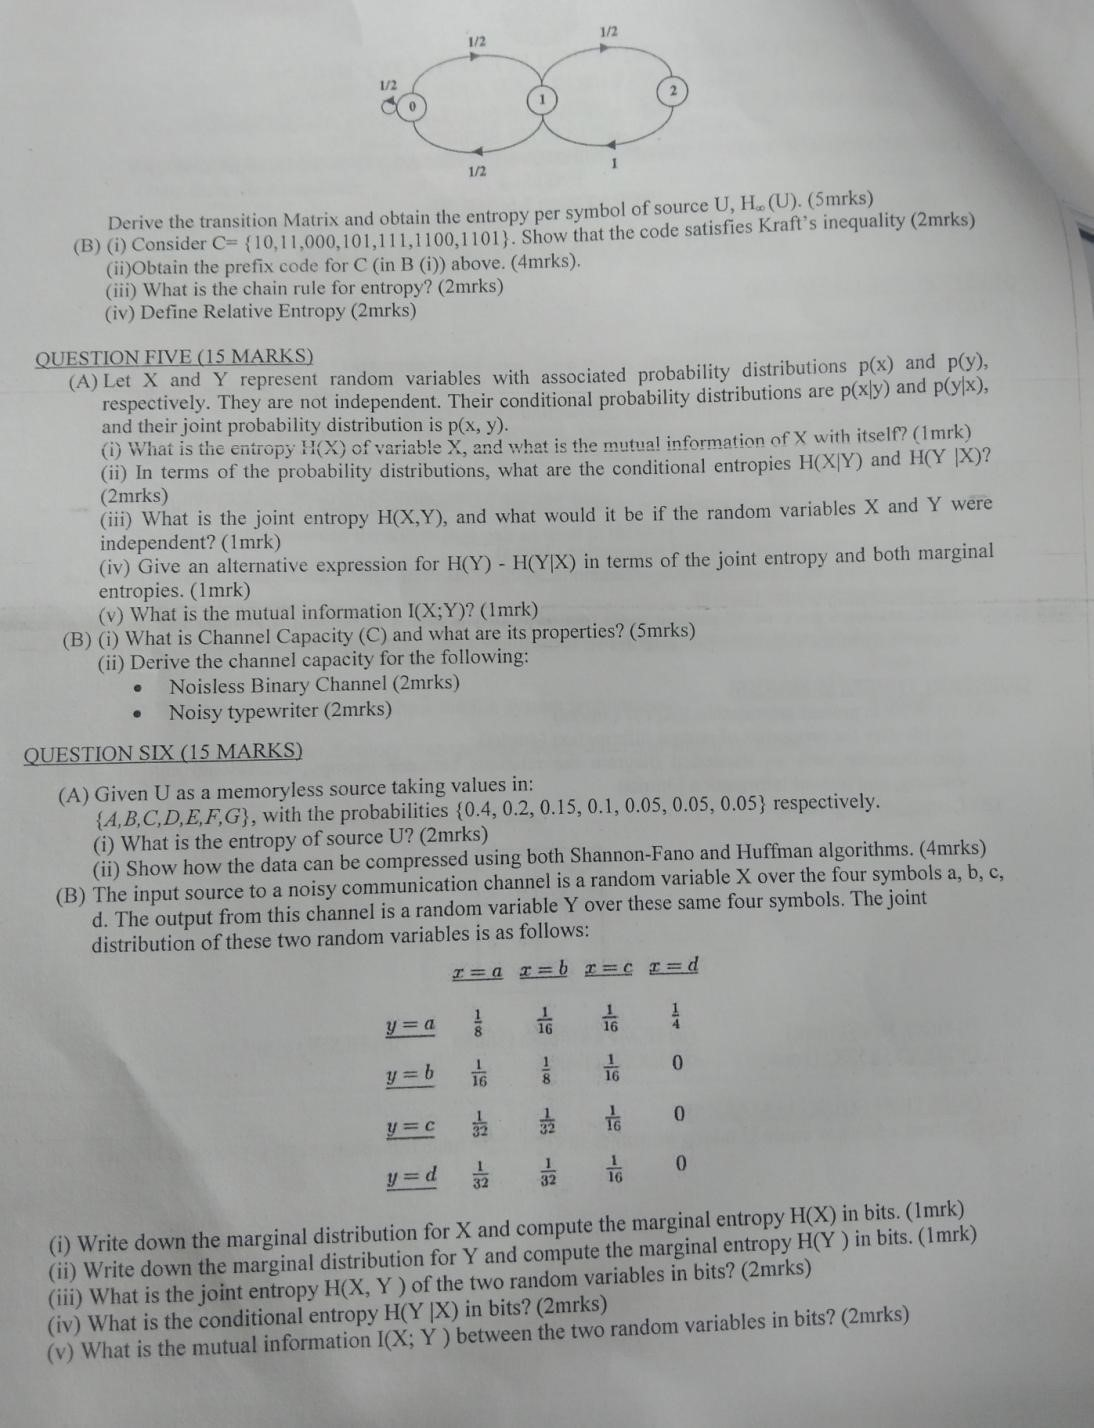 1/2
1/2
1/2
0
1
2
1/2
1
Derive the transition Matrix and obtain the entropy per symbol of source U, H∞(U). (5mrks)
(B) (i) Consider C= {10,11,000,101,111,1100,1101}. Show that the code satisfies Kraft's inequality (2mrks)
(ii)Obtain the prefix code for C (in B (i)) above. (4mrks).
(iii) What is the chain rule for entropy? (2mrks)
(iv) Define Relative Entropy (2mrks)
QUESTION FIVE (15 MARKS)
(A) Let X and Y represent random variables with associated probability distributions p(x) and p(y),
respectively. They are not independent. Their conditional probability distributions are p(x|y) and p(y|x),
and their joint probability distribution is p(x, y).
(i) What is the entropy H(X) of variable X, and what is the mutual information of X with itself? (1mrk)
(ii) In terms of the probability distributions, what are the conditional entropies H(X|Y) and H(Y |X)?
(2mrks)
(iii) What is the joint entropy H(X,Y), and what would it be if the random variables X and Y were
independent? (1mrk)
(iv) Give an alternative expression for H(Y) - H(Y|X) in terms of the joint entropy and both marginal
entropies. (1mrk)
(v) What is the mutual information I(X;Y)? (1mrk)
(B) (i) What is Channel Capacity (C) and what are its properties? (5mrks)
(ii) Derive the channel capacity for the following:
• Noisless Binary Channel (2mrks)
• Noisy typewriter (2mrks)
QUESTION SIX (15 MARKS)
(A) Given U as a memoryless source taking values in:
{A,B,C,D,E,F,G}, with the probabilities {0.4, 0.2, 0.15, 0.1, 0.05, 0.05, 0.05} respectively.
(i) What is the entropy of source U? (2mrks)
(ii) Show how the data can be compressed using both Shannon-Fano and Huffman algorithms. (4mrks)
(B) The input source to a noisy communication channel is a random variable X over the four symbols a, b, c,
d. The output from this channel is a random variable Y over these same four symbols. The joint
distribution of these two random variables is as follows:
x = a x = b x = c x = d
y = a 1/8 1/16 1/16 1/4
y = b 1/16 1/8 1/16 0
y = c 1/32 1/32 1/16 0
y = d 1/32 1/32 1/16 0
(i) Write down the marginal distribution for X and compute the marginal entropy H(X) in bits. (1mrk)
(ii) Write down the marginal distribution for Y and compute the marginal entropy H(Y ) in bits. (1mrk)
(iii) What is the joint entropy H(X, Y ) of the two random variables in bits? (2mrks)
(iv) What is the conditional entropy H(Y |X) in bits? (2mrks)
(v) What is the mutual information I(X; Y ) between the two random variables in bits? (2mrks)